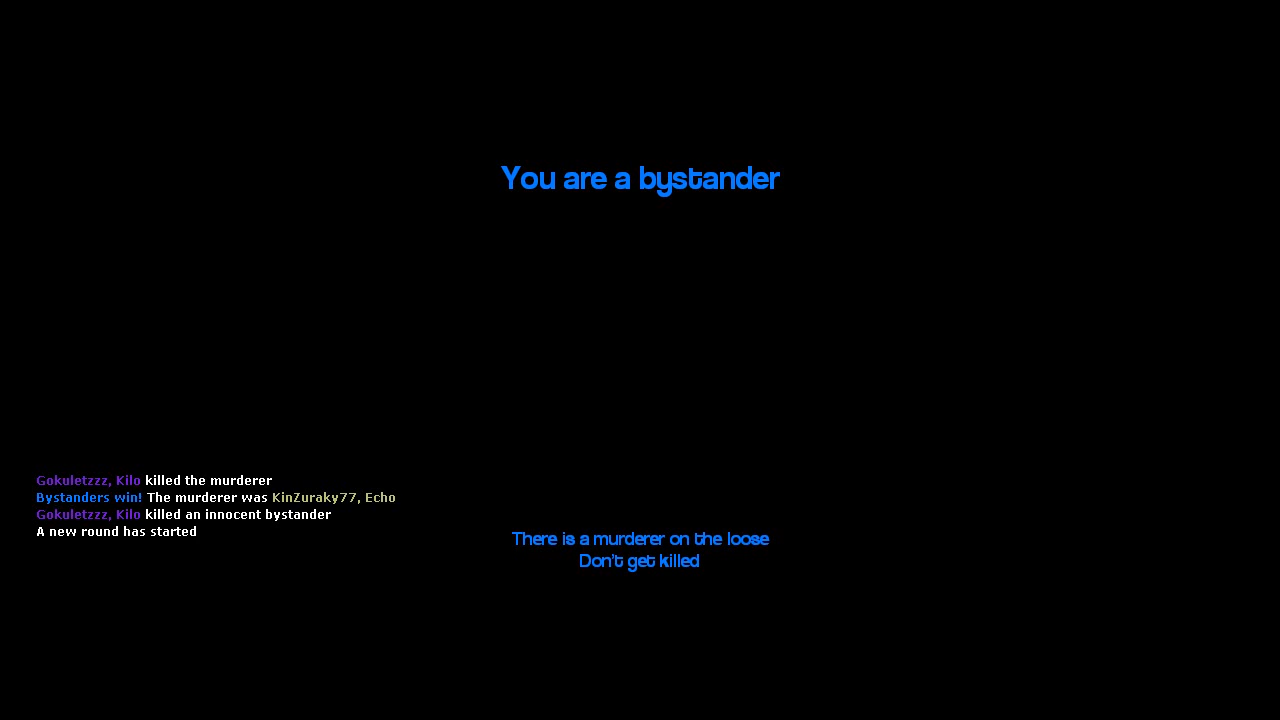 You are a bystander
Gokuletzzz, Kilo killed the murderer
Bystanders win! The murderer was KinZuraky77, Echo
Gokuletzzz, Kilo killed an innocent bystander
A new round has started
There is a murderer on the loose
Don't get killed